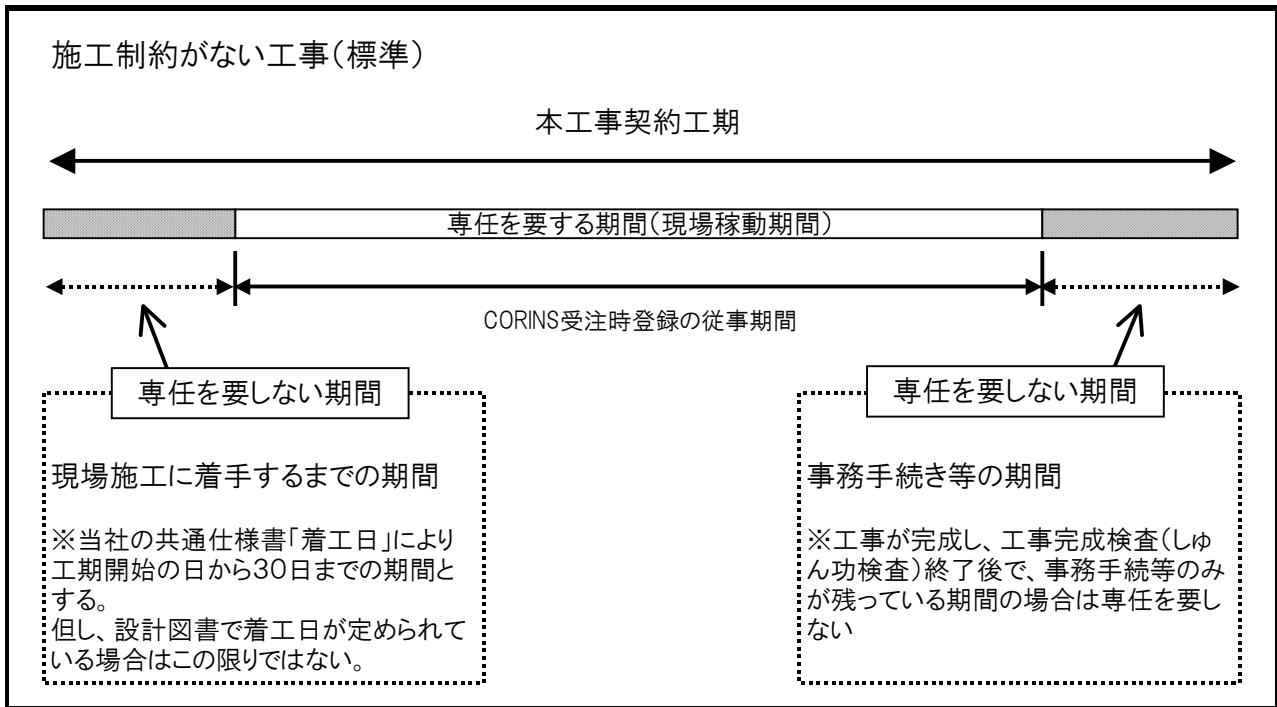 施工制約がない工事（標準）
本工事契約工期
専任を要する期間（現場稼動期間）
CORINS受注時登録の従事期間
専任を要しない期間
現場施工に着手するまでの期間
※当社の共通仕様書「着工日」により
工期開始の日から30日までの期間と
する。
但し、設計図書で着工日が定められて
いる場合はこの限りではない。
専任を要しない期間
事務手続き等の期間
※工事が完成し、工事完成検査（しゅ
ん功検査）終了後で、事務手続等のみ
が残っている期間の場合は専任を要し
ない